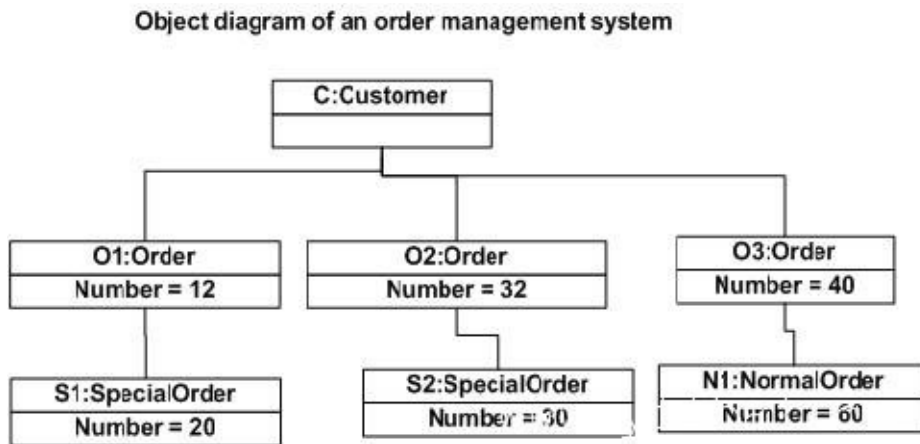 Object diagram of an order management system
C:Customer
O1:Order
Number = 12
O2:Order
Number = 32
O3:Order
Number = 40
S1:SpecialOrder
Number = 20
S2:SpecialOrder
Number = 30
N1:NormalOrder
Number = 60